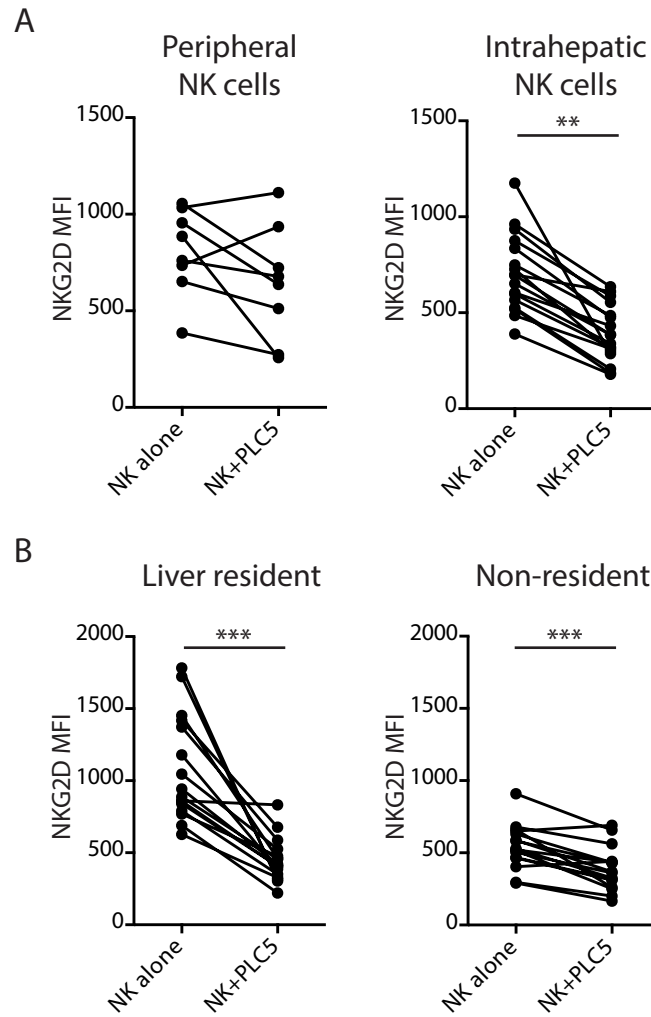 A
Peripheral
NK cells
Intrahepatic
NK cells
1500
1000
500
0
NKG2D MFI
NK alone
NK+PLC5
1500
1000
500
0
NKG2D MFI
**
NK alone
NK+PLC5
B
Liver resident
Non-resident
2000
1500
1000
500
0
NKG2D MFI
***
NK alone
NK+PLC5
2000
1500
1000
500
0
NKG2D MFI
***
NK alone
NK+PLC5